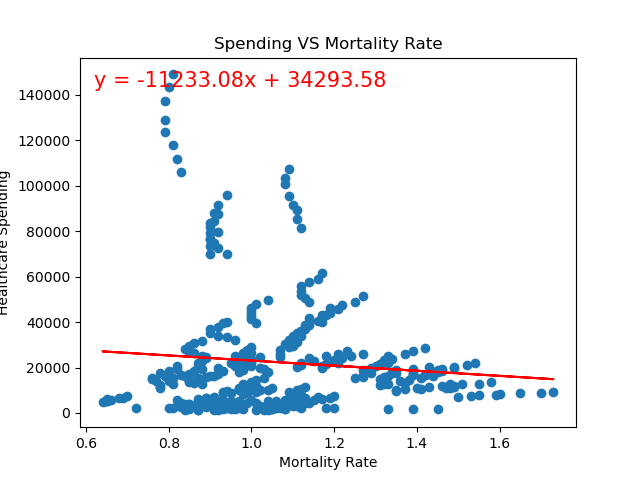 Spending VS Mortality Rate
y = -11233.08x + 34293.58
Healthcare Spending
140000
120000
100000
80000
60000
40000
20000
0
0.6 0.8 1.0 1.2 1.4 1.6
Mortality Rate